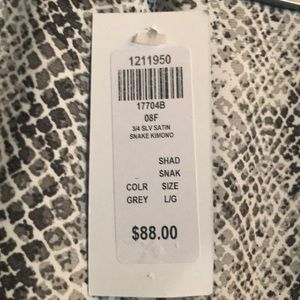 1211950
17704B
08F
3/4 SLV SATIN
SNAKE KIMONO
SHAD
SNAK
COLR SIZE
GREY L/G
$88.00